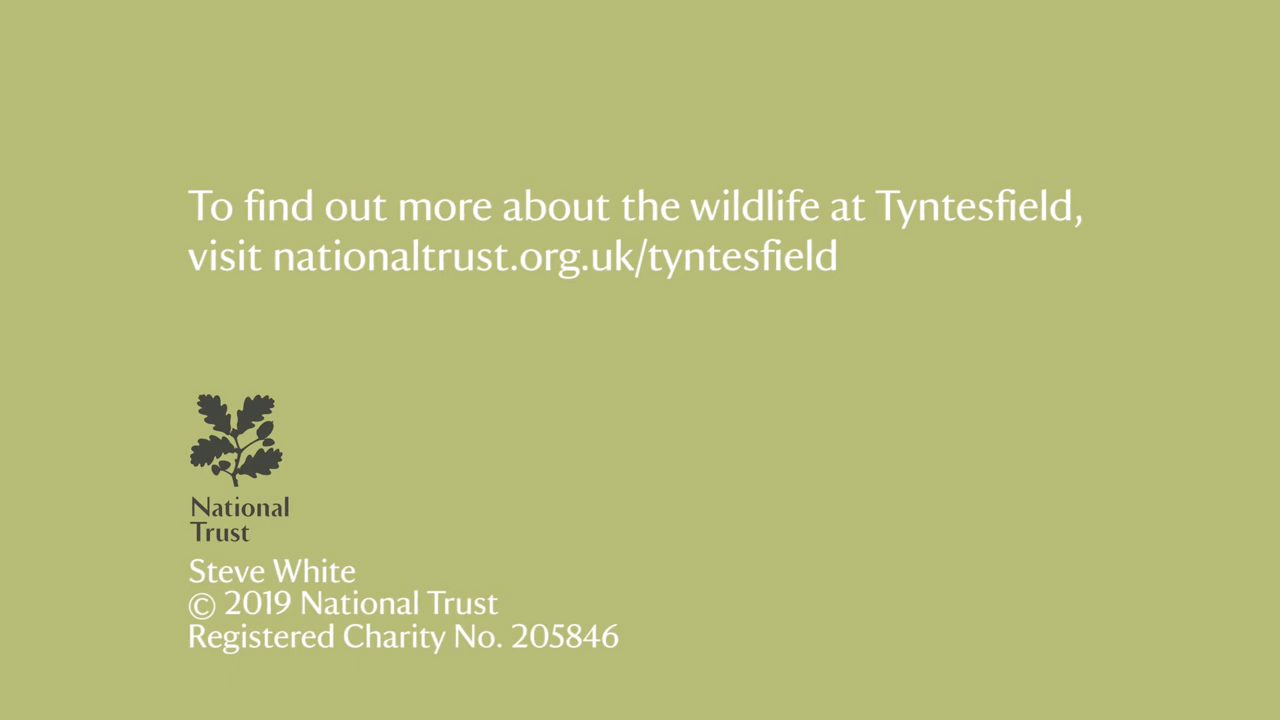 To find out more about the wildlife at Tyntesfield,
visit nationaltrust.org.uk/tyntesfield
National
Trust
Steve White
© 2019 National Trust
Registered Charity No. 205846